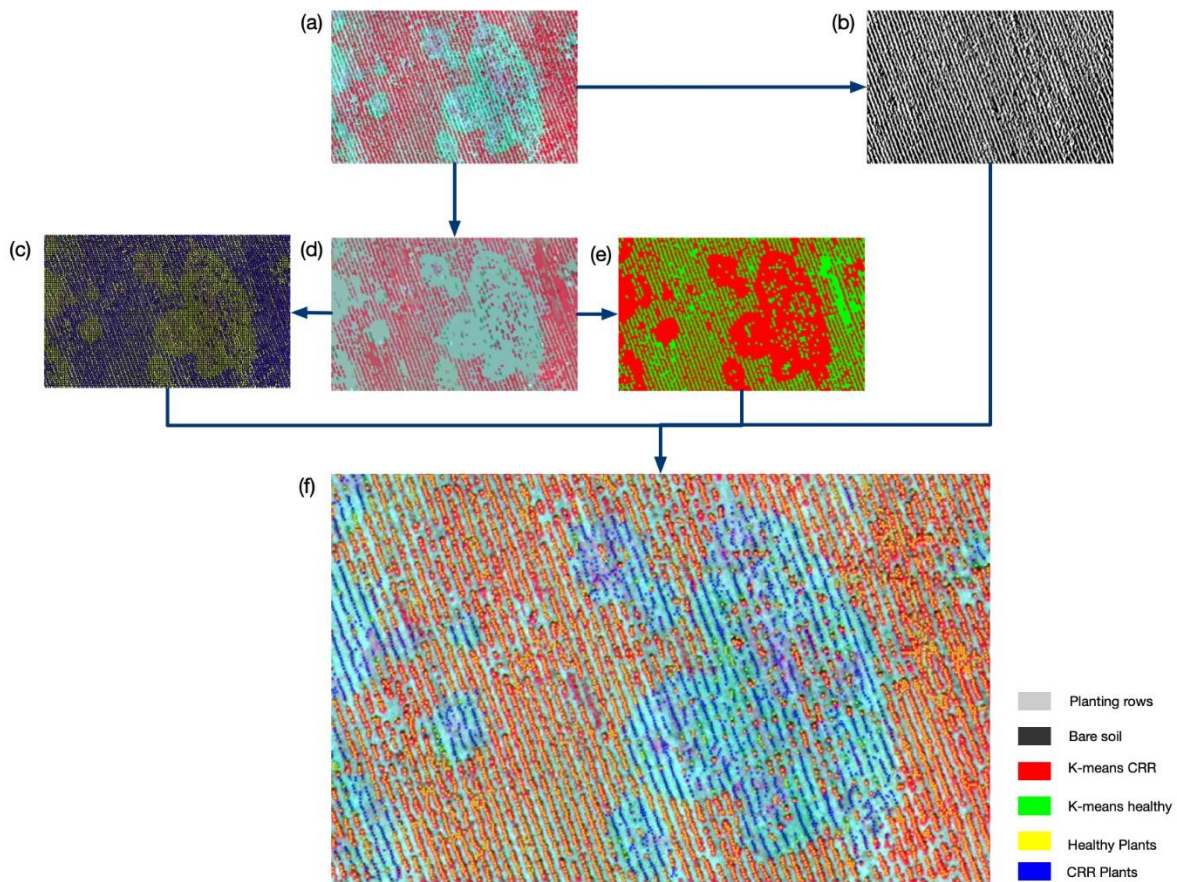 (a)
(b)
(c)
(d)
(e)
(f)
Planting rows
Bare soil
K-means CRR
K-means healthy
Healthy Plants
CRR Plants